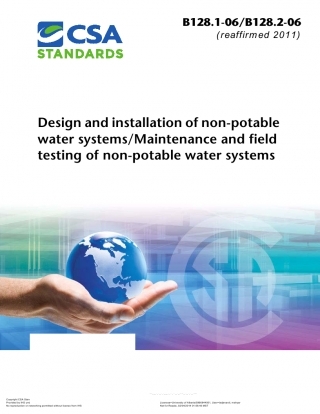 B128.1-06/B128.2-06
(reaffirmed 2011)
CSA
STANDARDS
Design and installation of non-potable
water systems/Maintenance and field
testing of non-potable water systems